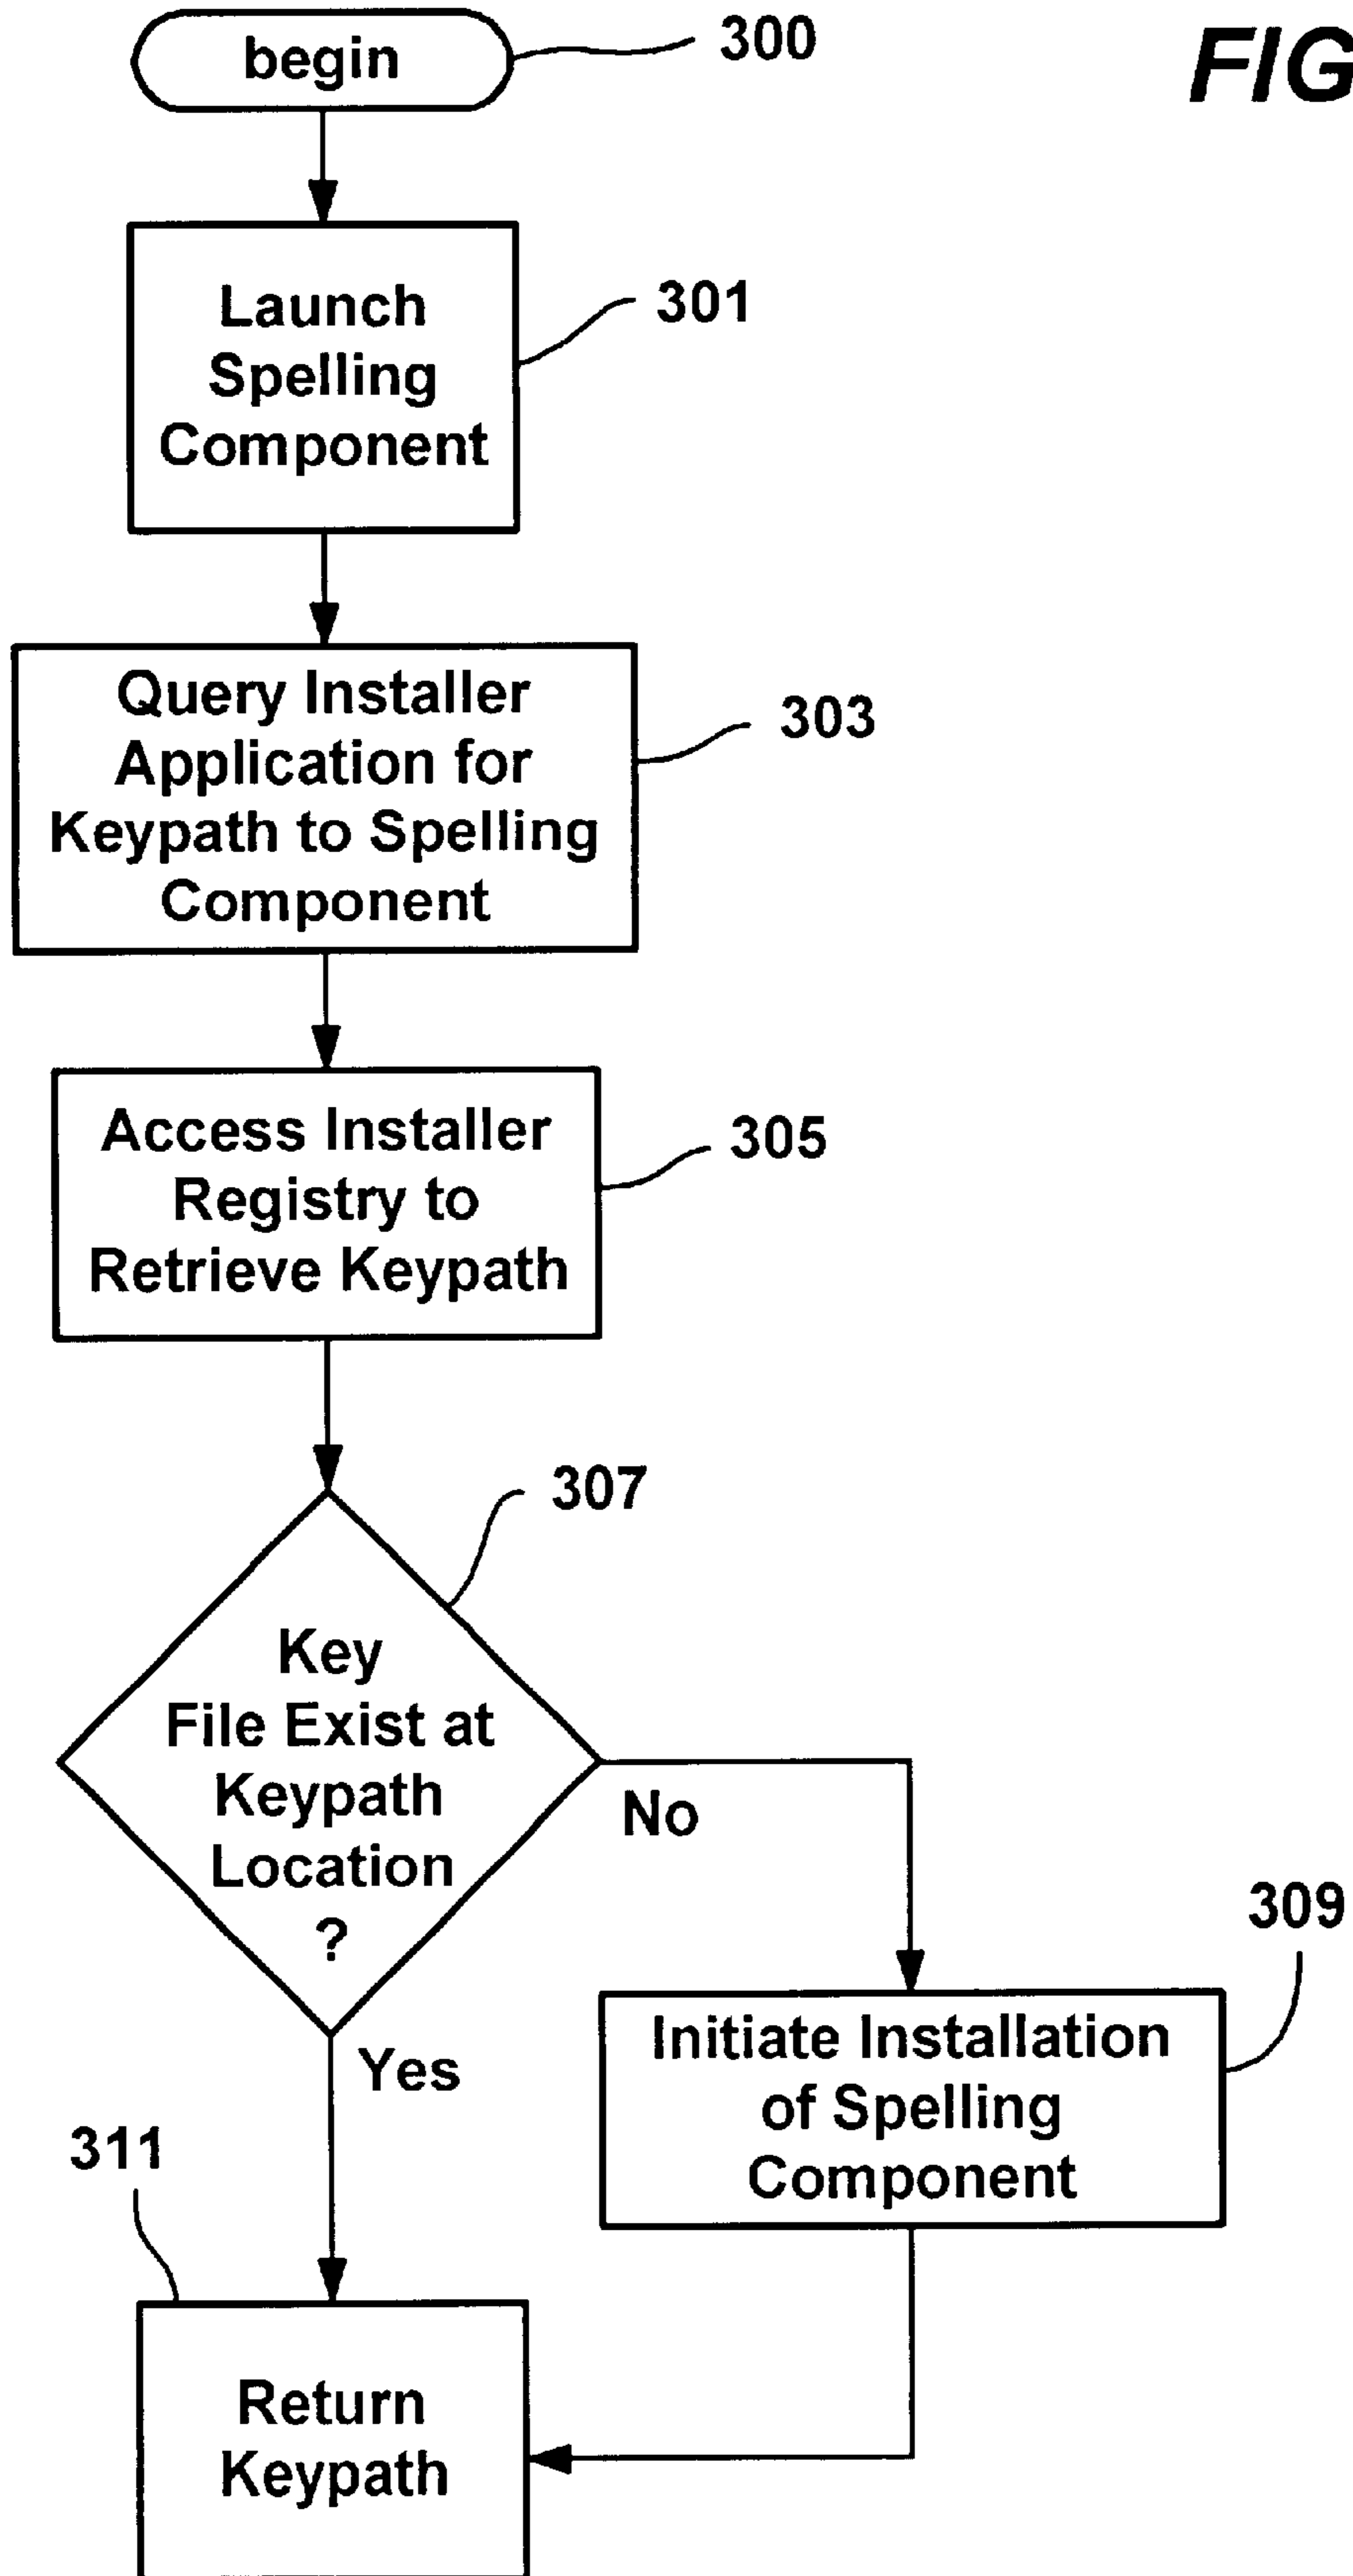 begin
300
FIG
Launch
Spelling
Component
301
Query Installer
Application for
Keypath to Spelling
Component
303
Access Installer
Registry to
Retrieve Keypath
305
307
Key
File Exist at
Keypath
Location
?
No
Yes
309
Initiate Installation
of Spelling
Component
311
Return
Keypath